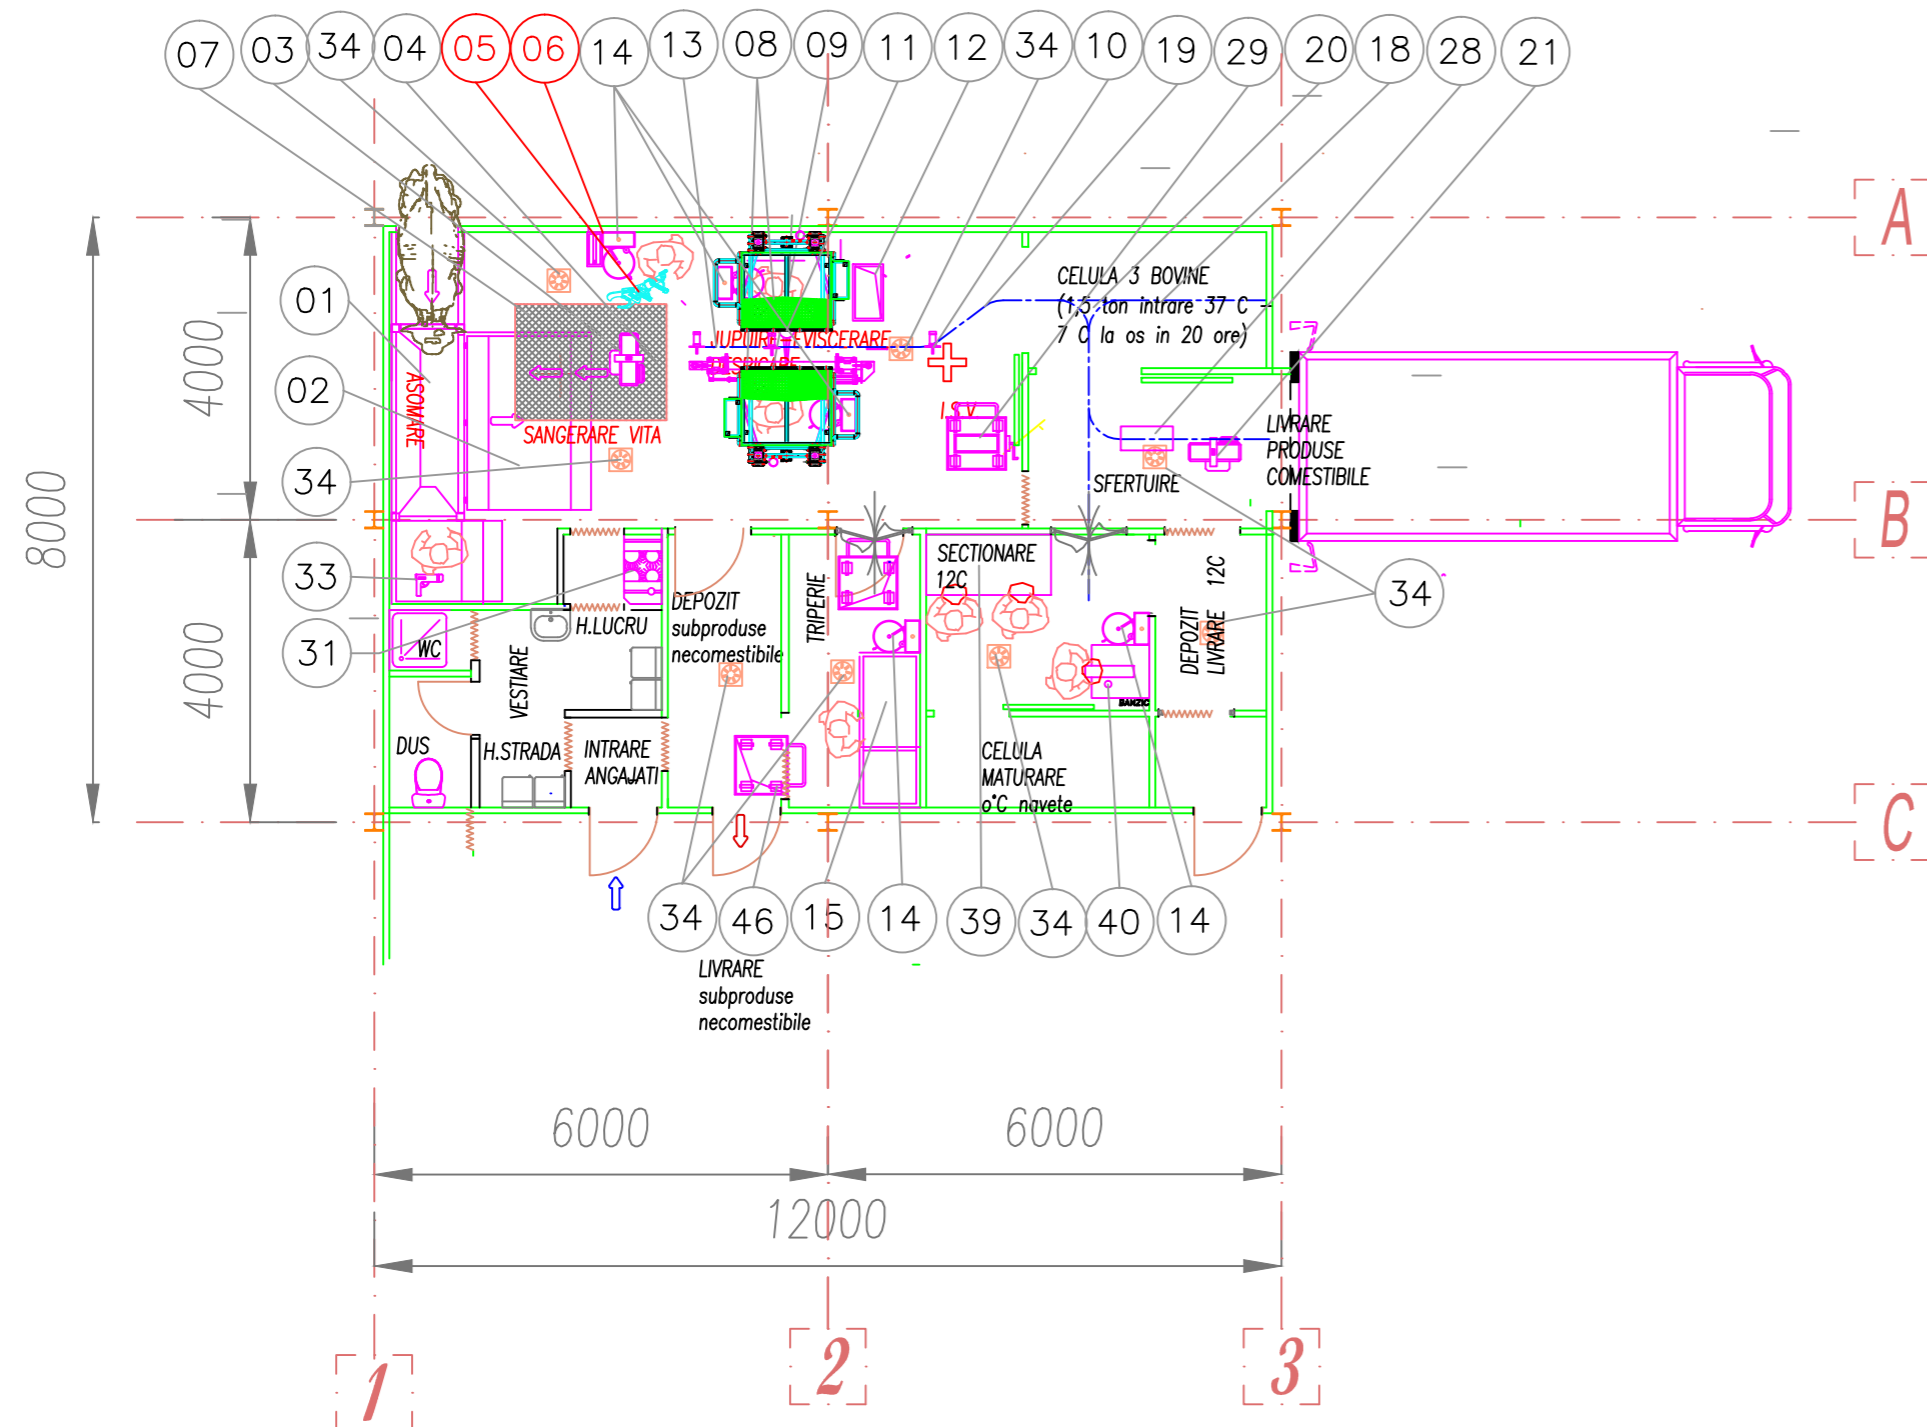 07 03 34 04 05 06 14 13 08 09 11 12 34 10 19 29 20 18 28 21
A
CELULA 3 BOVINE
(1,5 ton intrare 37 C -
7 C la os in 20 ore)
01
4000
JUPUIRE-EVISCERARE
DESPICARE
02
ASOMARE
I.S.V
SANGERARE VITA
LIVRARE
PRODUSE
COMESTIBILE
34
SFERTUIRE
8000
B
33
SECTIONARE
12C
TRIPERIE
DEPOZIT
LIVRARE 12C
34
DEPOZIT
subproduse
necomestibile
H.LUCRU
31
WC
4000
VESTIARE
BANZIC
DUS
H.STRADA
INTRARE
ANGAJATI
CELULA
MATURARE
o°C navete
C
34 46 15 14 39 34 40 14
LIVRARE
subproduse
necomestibile
6000 6000
12000
1 2 3